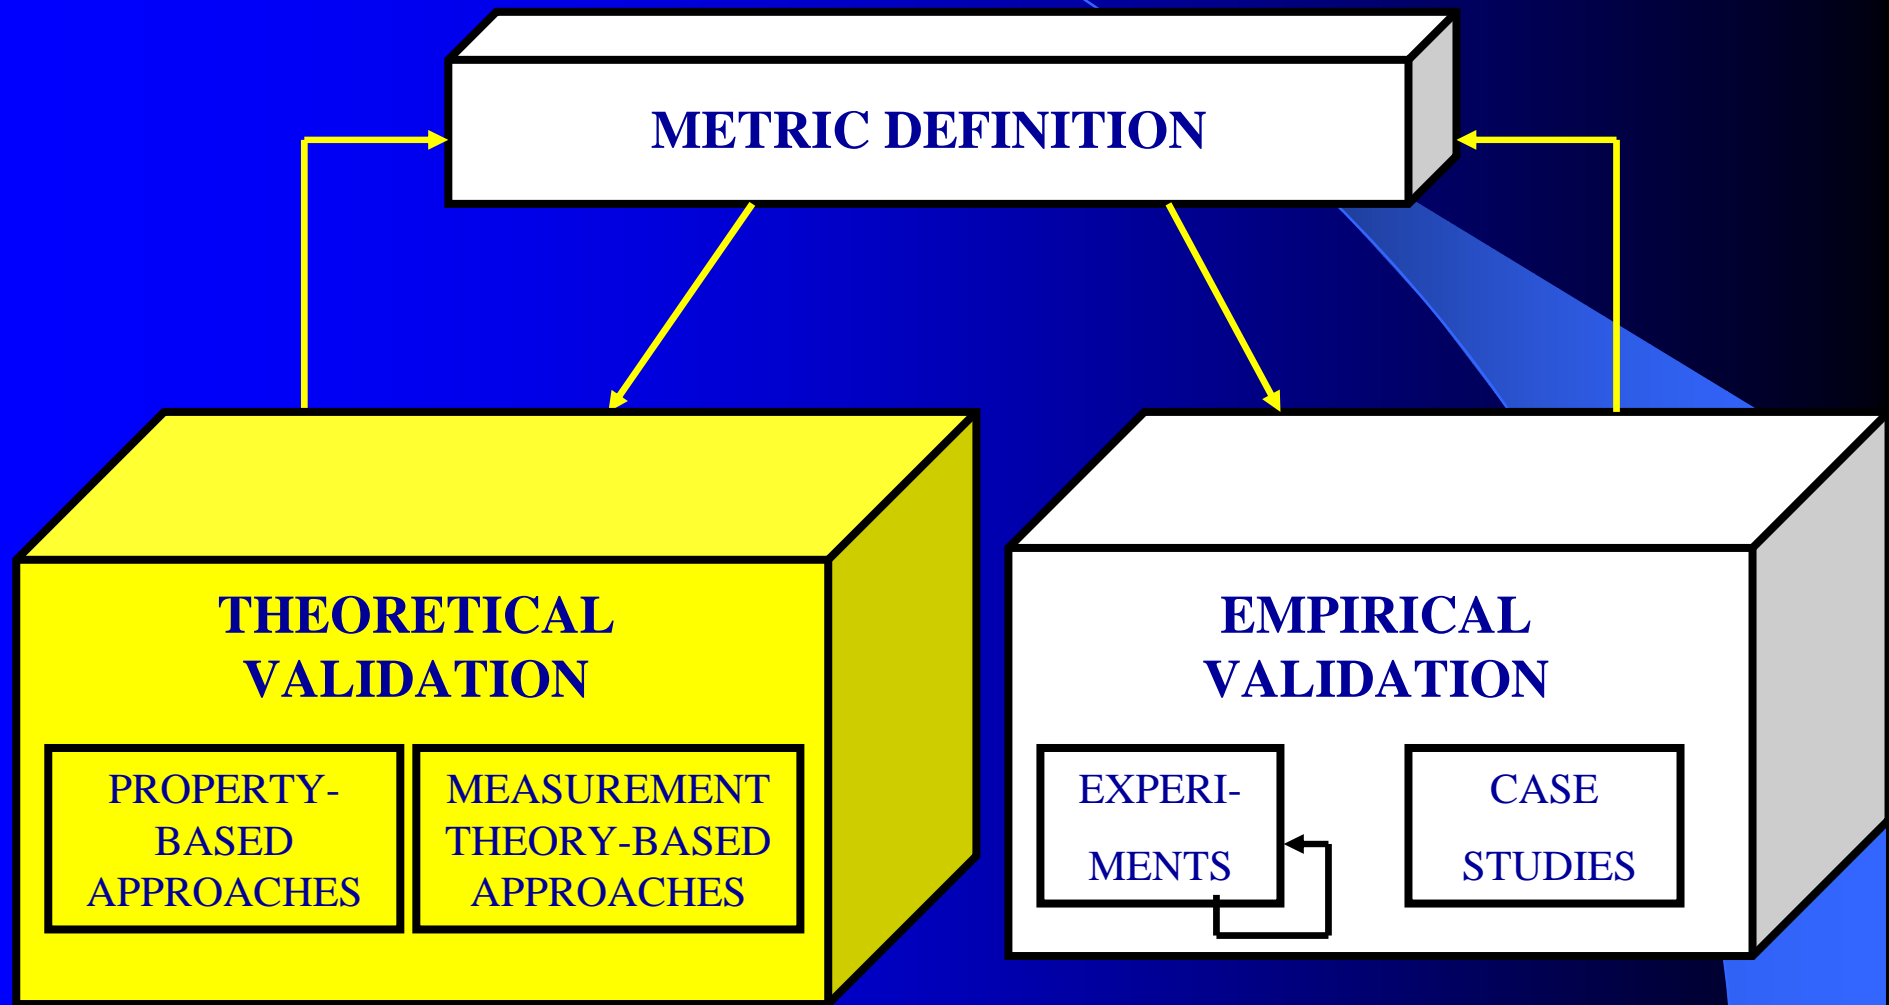 METRIC DEFINITION
THEORETICAL
VALIDATION
PROPERTY-
BASED
APPROACHES
MEASUREMENT
THEORY-BASED
APPROACHES
EMPIRICAL
VALIDATION
EXPERI-
MENTS
CASE
STUDIES